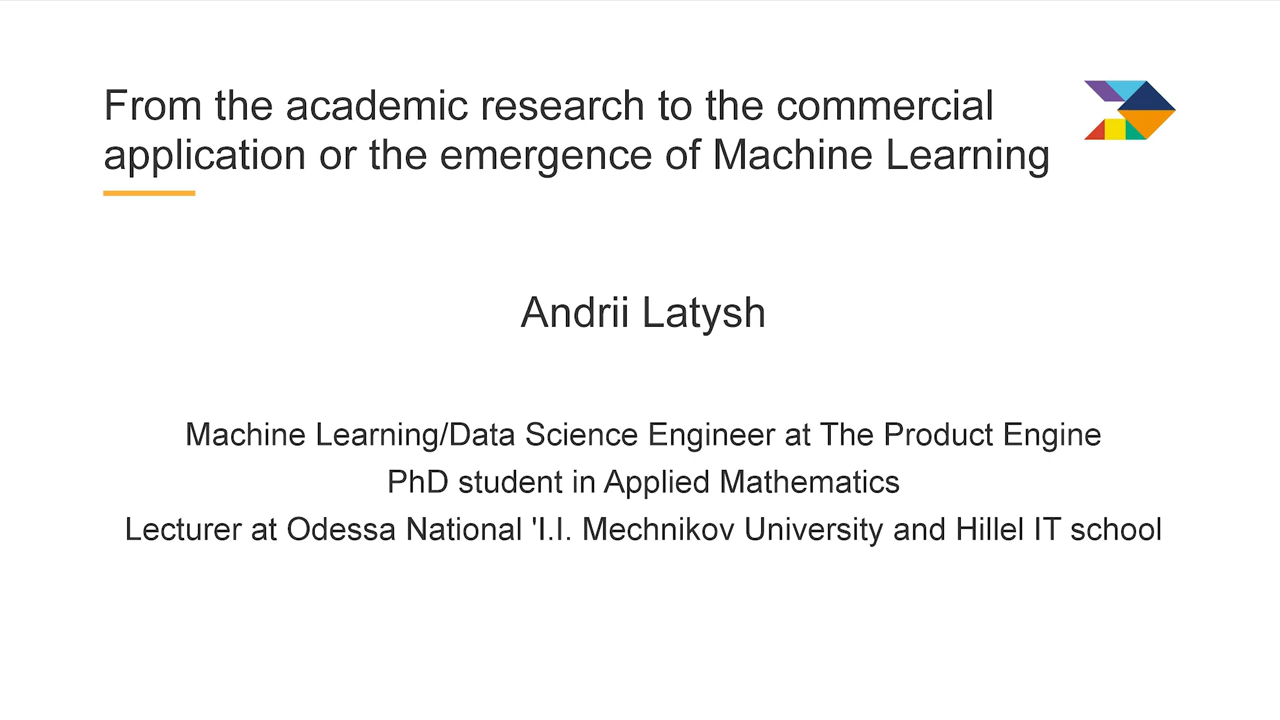 From the academic research to the commercial
application or the emergence of Machine Learning
Andrii Latysh
Machine Learning/Data Science Engineer at The Product Engine
PhD student in Applied Mathematics
Lecturer at Odessa National 'I.I. Mechnikov University and Hillel IT school